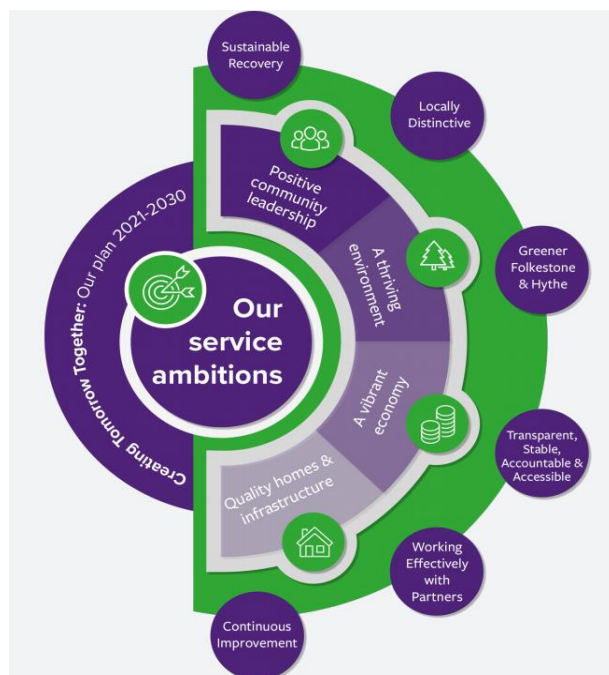 Sustainable
Recovery
Locally
Distinctive
Positive
community
leadership
A thriving
environment
Greener
Folkestone
& Hythe
Creating Tomorrow Together: Our plan 2021-2030
Our
service
ambitions
A vibrant
economy
Transparent,
Stable,
Accountable &
Accessible
Quality homes &
infrastructure
Working
Effectively
with
Partners
Continuous
Improvement